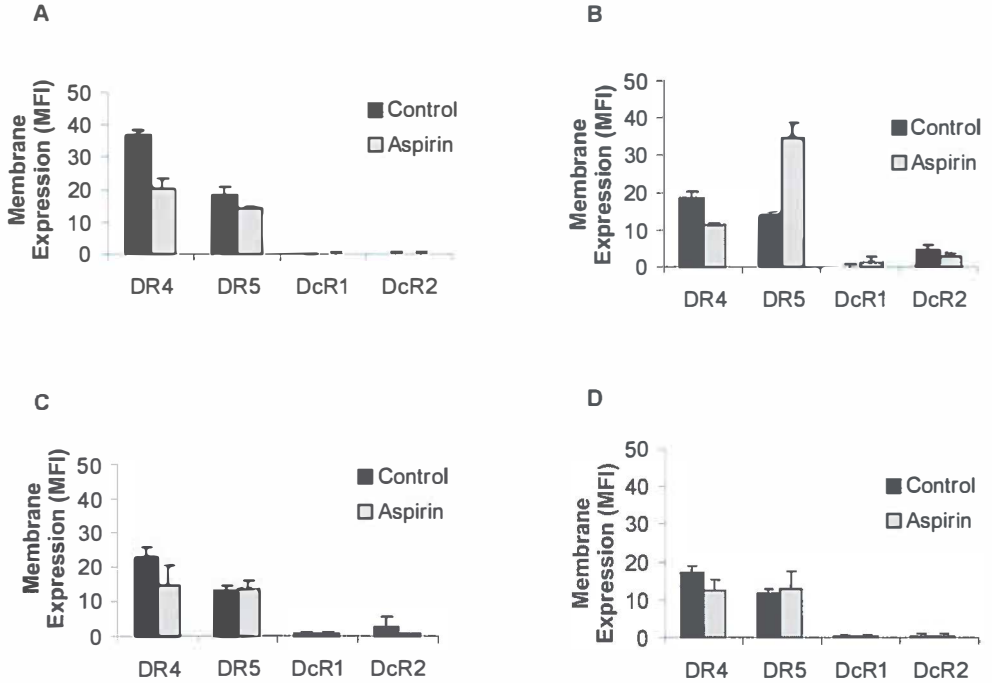 A
Membrane
Expression (MFI)
50
40
30
20
10
0
Control
Aspirin
DR4 DR5 DcR1 DcR2
B
Membrane
Expression (MFI)
50
40
30
20
10
0
Control
Aspirin
DR4 DR5 DcR1 DcR2
C
Membrane
Expression (MFI)
50
40
30
20
10
0
Control
Aspirin
DR4 DR5 DcR1 DcR2
D
Membrane
Expression (MFI)
50
40
30
20
10
0
Control
Aspirin
DR4 DR5 DcR1 DcR2